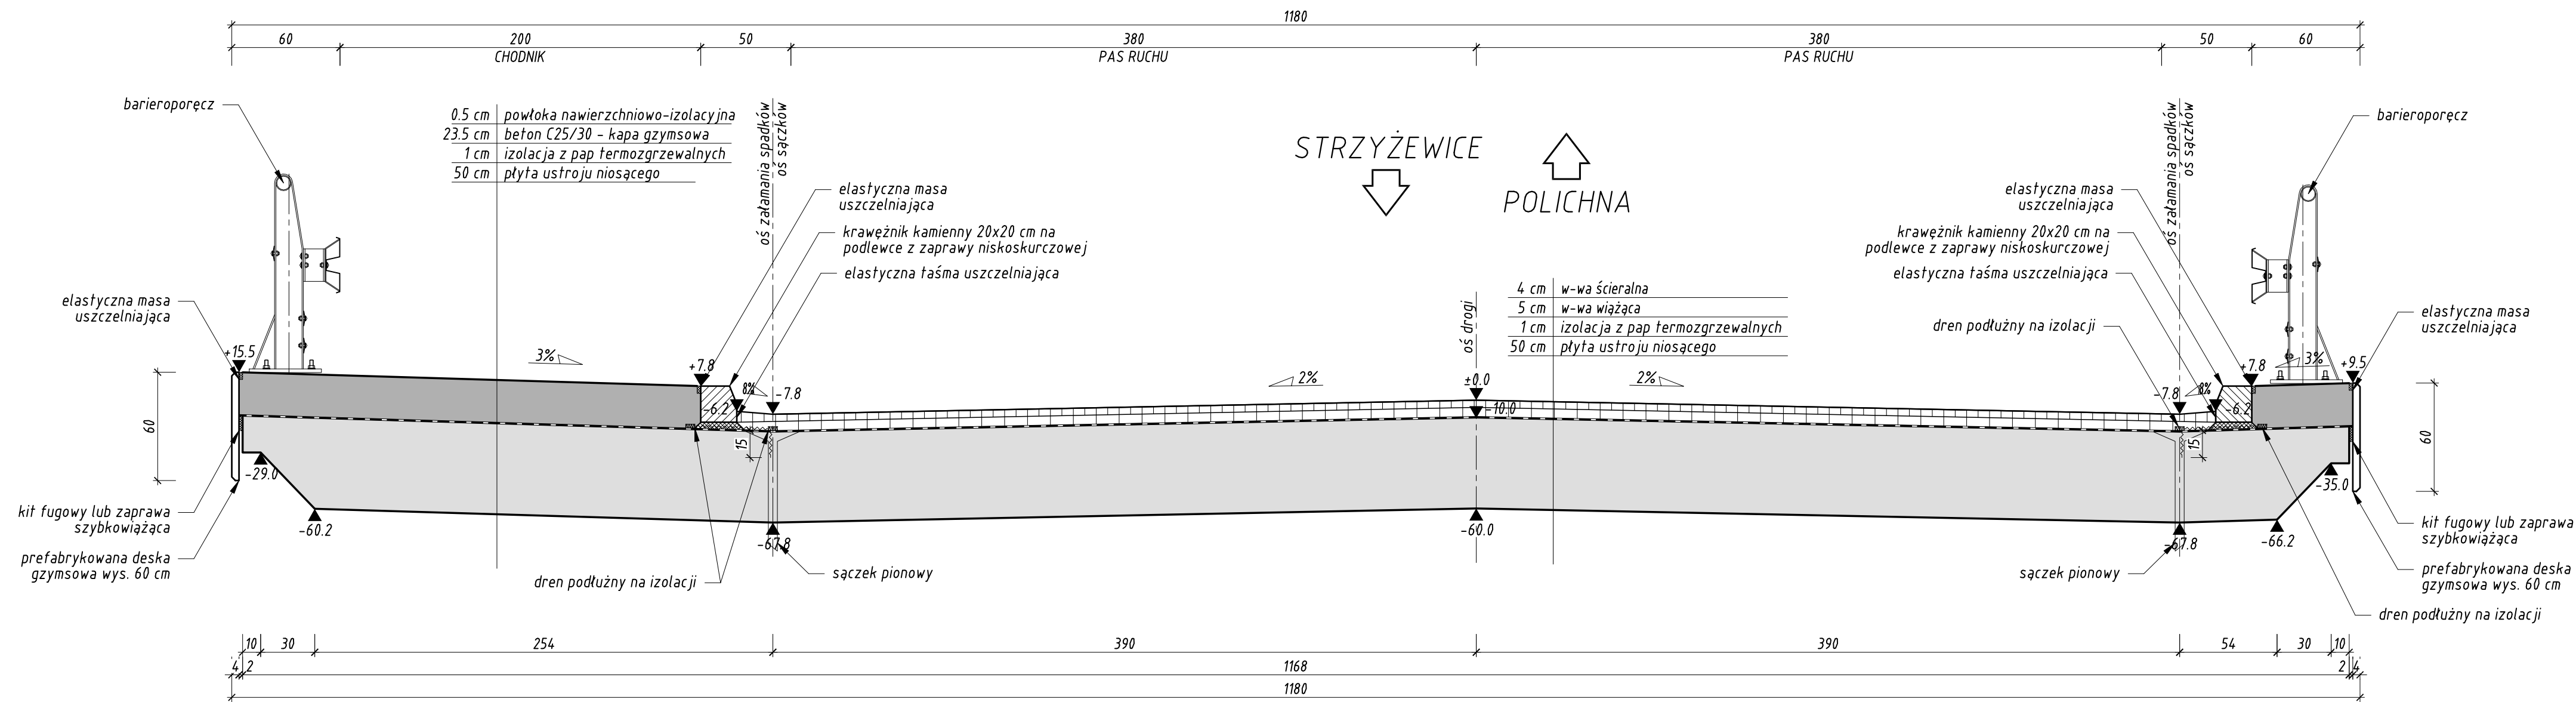 1180
60 200 50 380 380 50 60
CHODNIK PAS RUCHU PAS RUCHU
barieroporęcz
0.5 cm powłoka nawierzchniowo-izolacyjna
23.5 cm beton C25/30 - kapa gzymsowa
1 cm izolacja z pap termozgrzewalnych
50 cm płyta ustroju niosącego
oś załamania spadków
oś sączków
elastyczna masa
uszczelniająca
krawężnik kamienny 20x20 cm na
podlewce z zaprawy niskoskurczowej
elastyczna taśma uszczelniająca
STRZYŻEWICE
POLICHNA
oś drogi
4 cm w-wa ścieralna
5 cm w-wa wiążąca
1 cm izolacja z pap termozgrzewalnych
50 cm płyta ustroju niosącego
elastyczna masa
uszczelniająca
krawężnik kamienny 20x20 cm na
podlewce z zaprawy niskoskurczowej
elastyczna taśma uszczelniająca
dren podłużny na izolacji
oś załamania spadków
oś sączków
barieroporęcz
elastyczna masa
uszczelniająca
elastyczna masa
uszczelniająca
+15.5
3%
+7.8
8%
-6.2
-7.8
2%
±0.0
-10.0
2%
-7.8
8%
-6.2
+7.8
3%
+9.5
60
15
15
60
-29.0
-60.2
-67.8
-60.0
-67.8
-66.2
-35.0
kit fugowy lub zaprawa
szybkowiążąca
prefabrykowana deska
gzymsowa wys. 60 cm
dren podłużny na izolacji
sączek pionowy
sączek pionowy
kit fugowy lub zaprawa
szybkowiążąca
prefabrykowana deska
gzymsowa wys. 60 cm
dren podłużny na izolacji
10 30 254 390 390 54 30 10
4 2 1168 2 4
1180